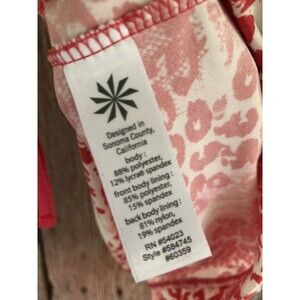 Designed in
Sonoma County,
California
body :
88% polyester,
12% lycra® spandex
front body lining :
85% polyester,
15% spandex
back body lining :
81% nylon,
19% spandex
RN #54023
Style #584745
#60359